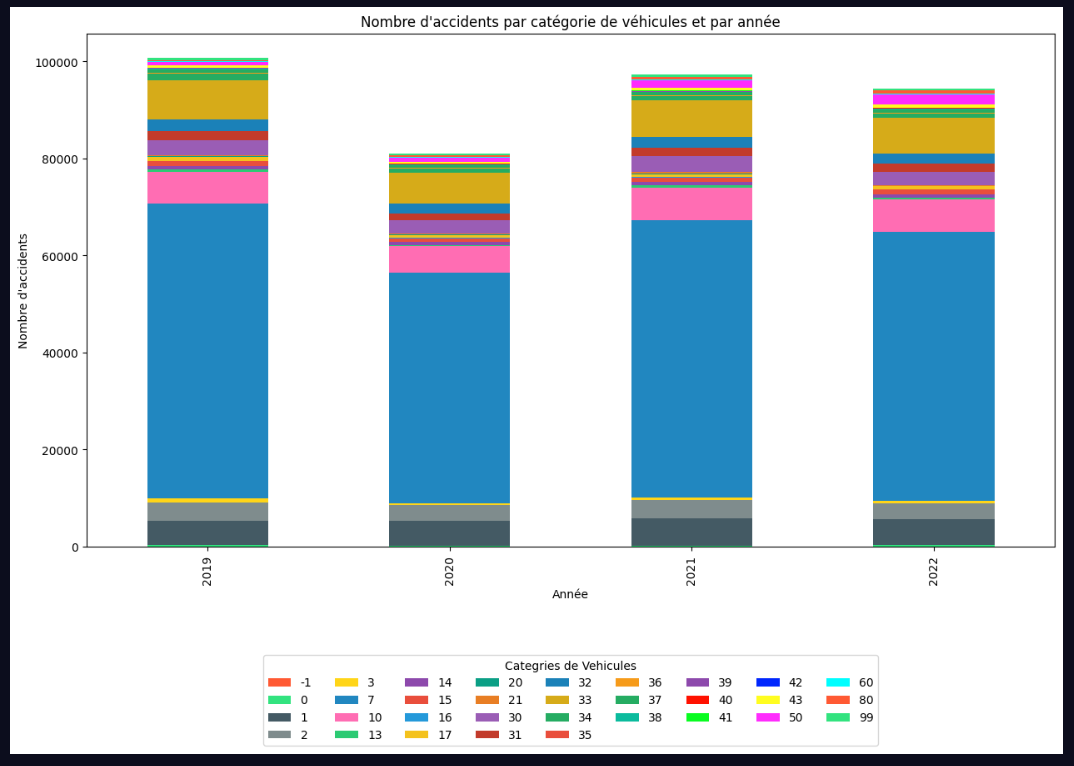 Nombre d'accidents par catégorie de véhicules et par année
Nombre d'accidents
100000
80000
60000
40000
20000
0
2019 2020 2021 2022
Année
Categries de Vehicules
-1 3 14 20 32 36 39 42 60
0 7 15 21 33 37 40 43 80
1 10 16 30 34 38 41 50 99
2 13 17 31 35